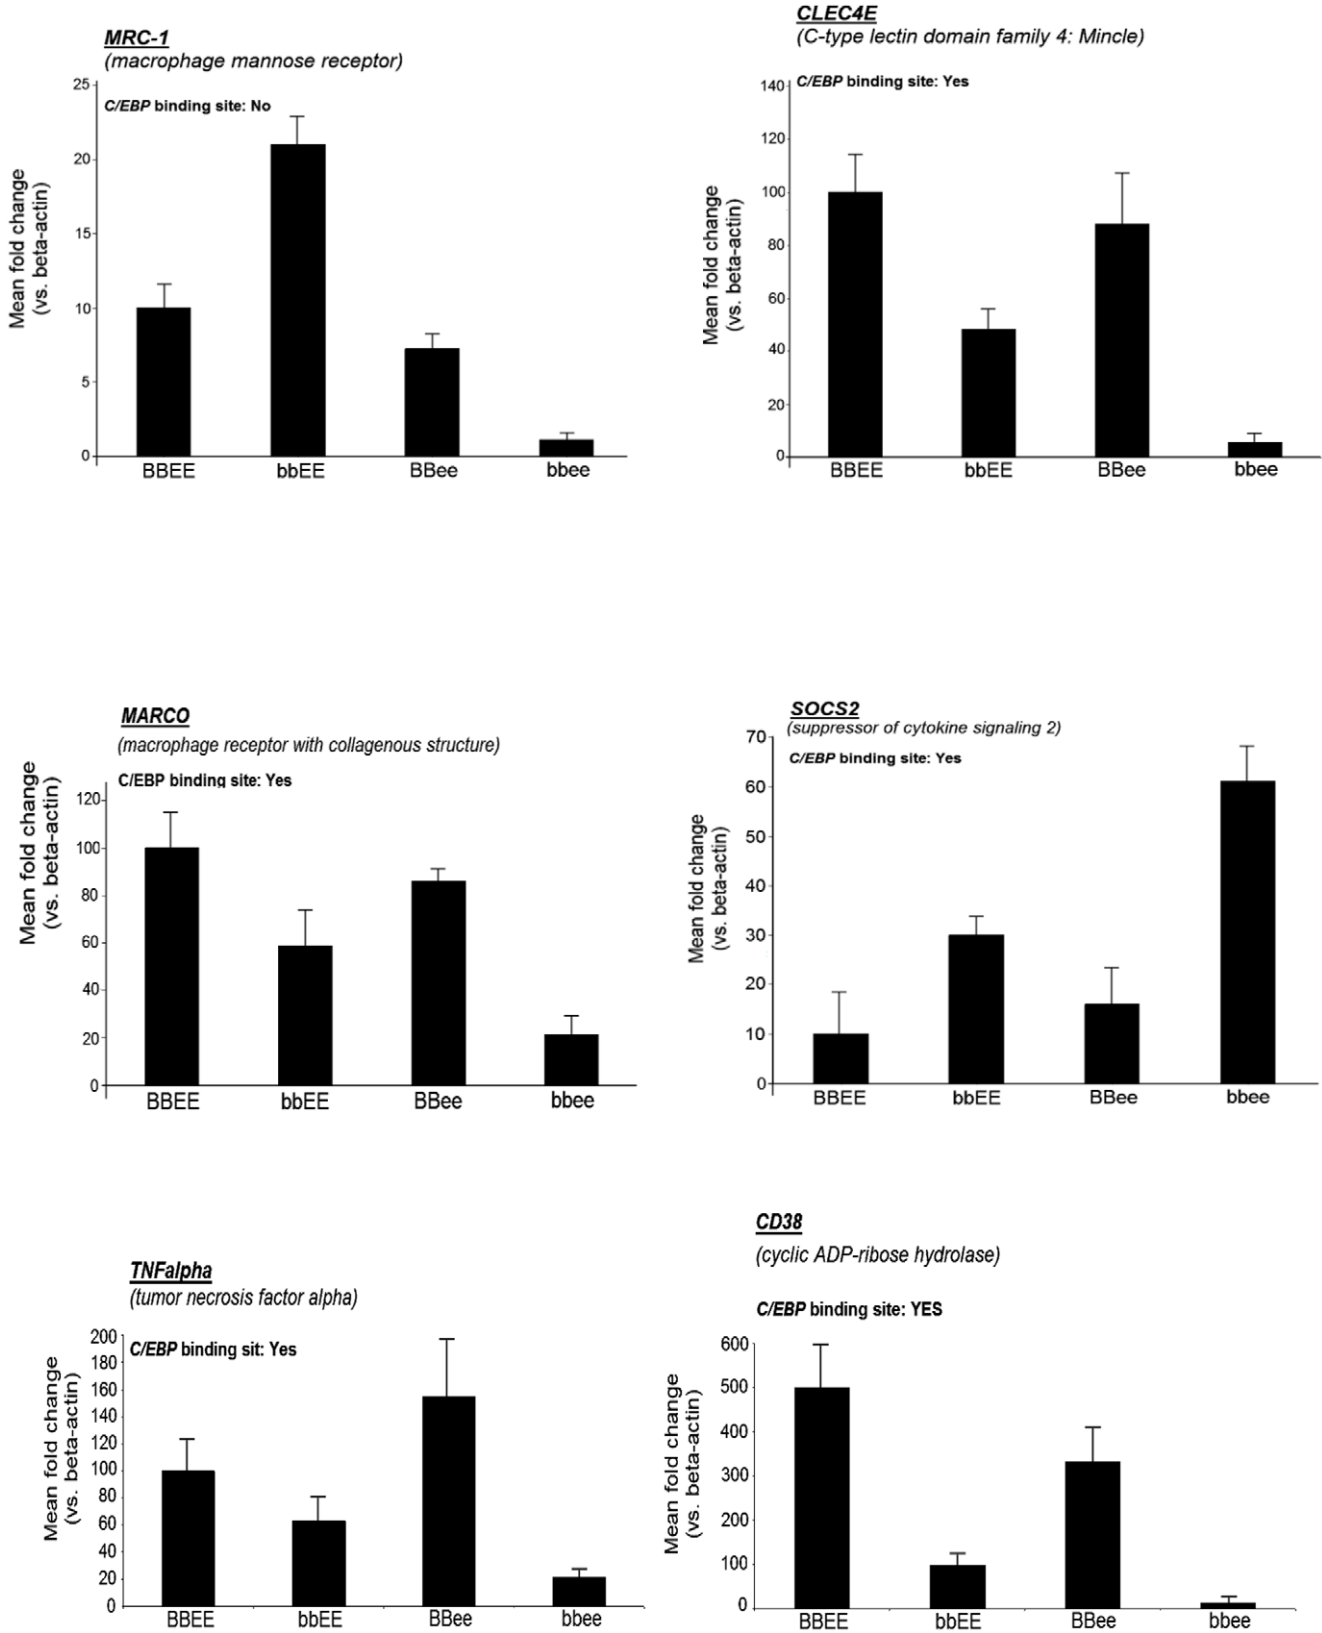 MRC-1
(macrophage mannose receptor)
C/EBP binding site: No
Mean fold change
(vs. beta-actin)
25
20
15
10
5
0
BBEE bbEE BBee bbee
CLEC4E
(C-type lectin domain family 4: Mincle)
C/EBP binding site: Yes
Mean fold change
(vs. beta-actin)
140
120
100
80
60
40
20
0
BBEE bbEE BBee bbee
MARCO
(macrophage receptor with collagenous structure)
C/EBP binding site: Yes
Mean fold change
(vs. beta-actin)
120
100
80
60
40
20
0
BBEE bbEE BBee bbee
SOCS2
(suppressor of cytokine signaling 2)
C/EBP binding site: Yes
Mean fold change
(vs. beta-actin)
70
60
50
40
30
20
10
0
BBEE bbEE BBee bbee
TNFalpha
(tumor necrosis factor alpha)
C/EBP binding sit: Yes
Mean fold change
(vs. beta-actin)
200
180
160
140
120
100
80
60
40
20
0
BBEE bbEE BBee bbee
CD38
(cyclic ADP-ribose hydrolase)
C/EBP binding site: YES
Mean fold change
(vs. beta-actin)
600
500
400
300
200
100
0
BBEE bbEE BBee bbee